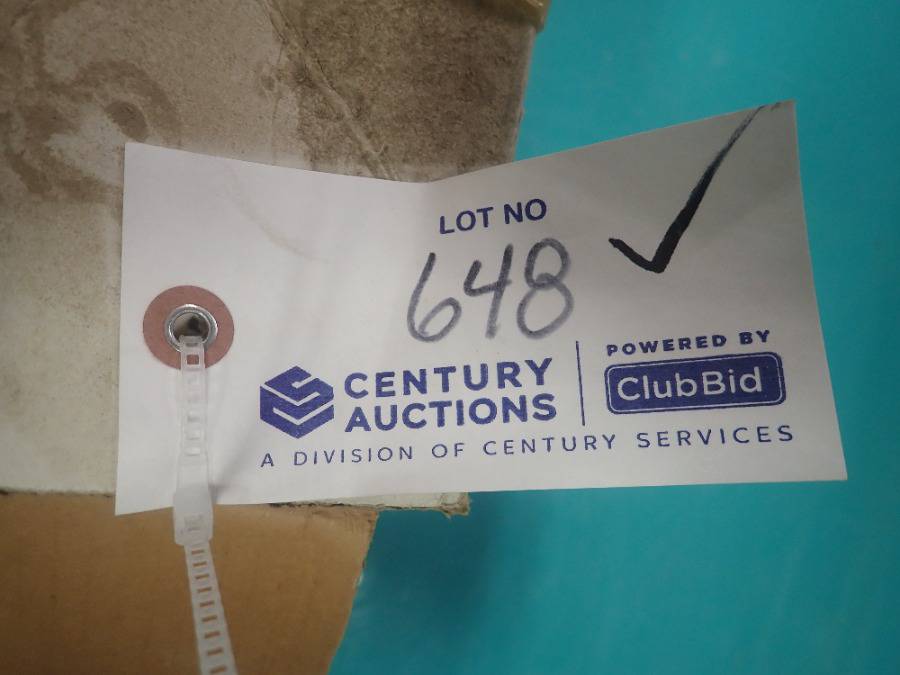 LOT NO
648
CENTURY
AUCTIONS
POWERED BY
ClubBid
A DIVISION OF CENTURY SERVICES